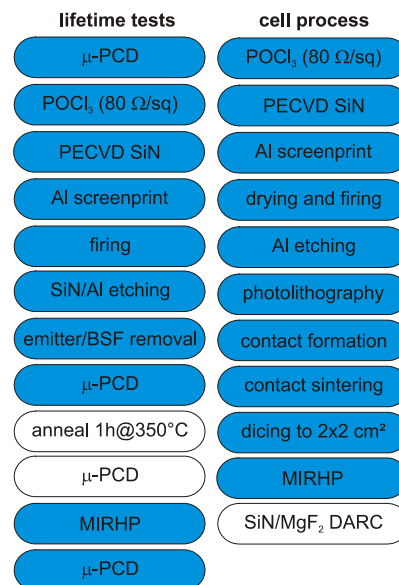 lifetime tests
μ-PCD
POCl₃ (80 Ω/sq)
PECVD SiN
Al screenprint
firing
SiN/Al etching
emitter/BSF removal
μ-PCD
anneal 1h@350°C
μ-PCD
MIRHP
μ-PCD
cell process
POCl₃ (80 Ω/sq)
PECVD SiN
Al screenprint
drying and firing
Al etching
photolithography
contact formation
contact sintering
dicing to 2x2 cm²
MIRHP
SiN/MgF₂ DARC